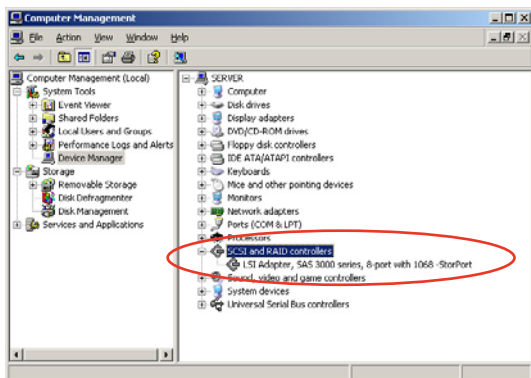 Computer Management
File Action View Window Help
Computer Management (Local)
System Tools
Event Viewer
Shared Folders
Local Users and Groups
Performance Logs and Alerts
Device Manager
Storage
Removable Storage
Disk Defragmenter
Disk Management
Services and Applications
SERVER
Computer
Disk drives
Display adapters
DVD/CD-ROM drives
Floppy disk controllers
IDE ATA/ATAPI controllers
Keyboards
Mice and other pointing devices
Monitors
Network adapters
Ports (COM & LPT)
Processors
SCSI and RAID controllers
LSI Adapter, SAS 3000 series, 8-port with 1068 -StorPort
Sound, video and game controllers
System devices
Universal Serial Bus controllers